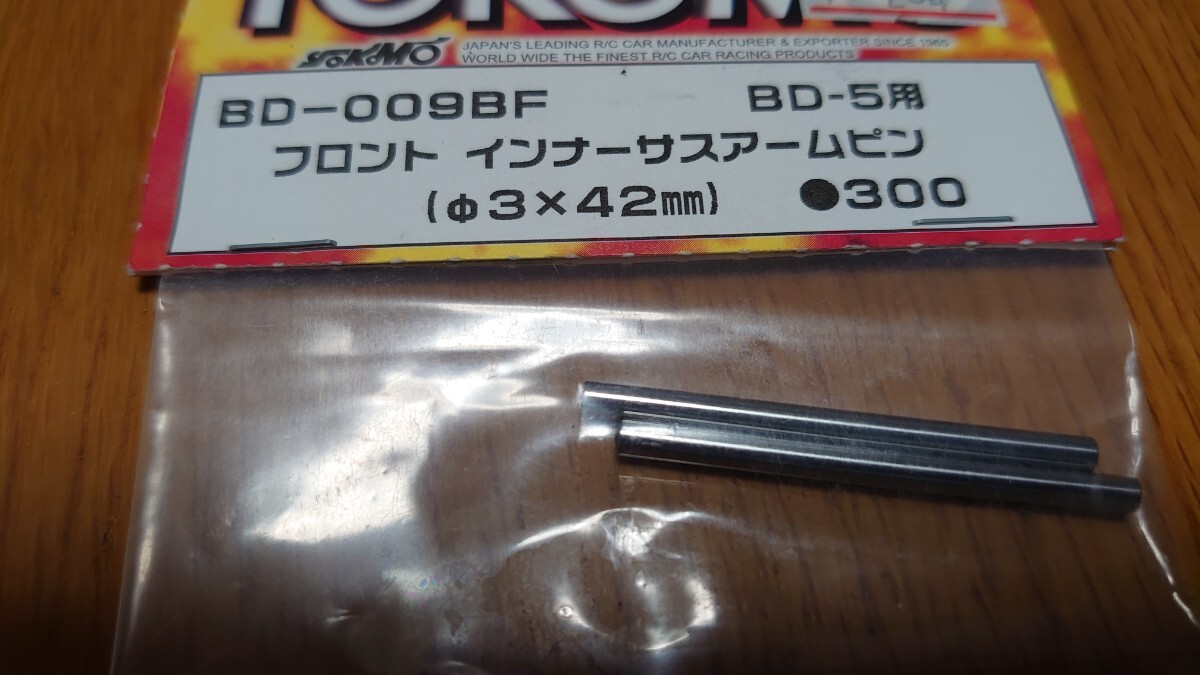 YOKOMO
YOKOMO
JAPAN'S LEADING R/C CAR MANUFACTURER & EXPORTER SINCE 1965
WORLD WIDE THE FINEST R/C CAR RACING PRODUCTS
BD-009BF BD-5用
フロント インナーサスアームピン
(φ3×42㎜) ●300